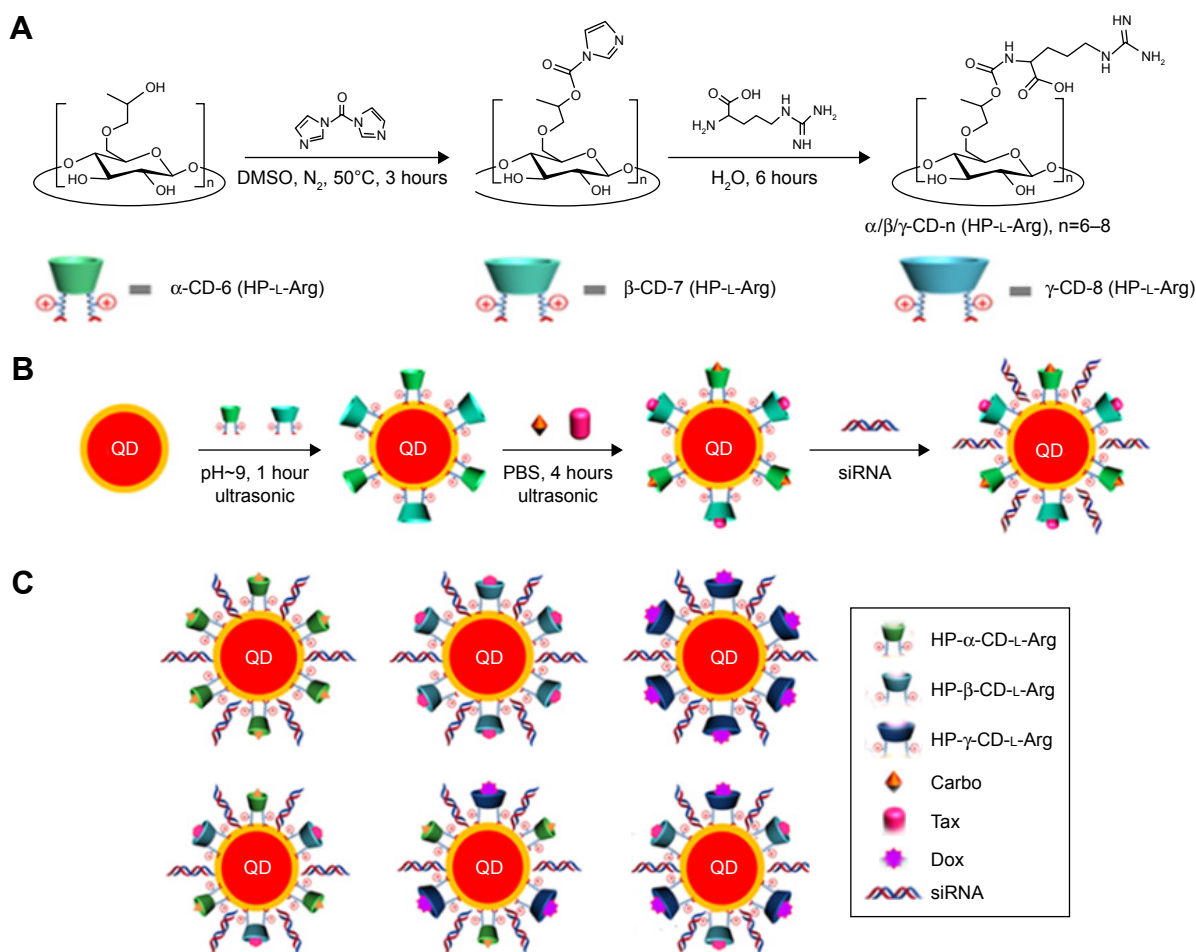 A
OH
O
O
O
HO
OH
n
O
N
N
N
N
DMSO, N₂, 50°C, 3 hours
N
N
O
O
O
O
O
HO
OH
n
O
OH
H₂N
H
N
NH₂
NH
H₂O, 6 hours
O
H
N
O
O
OH
N
H
NH
NH₂
O
O
O
HO
OH
n
α/β/γ-CD-n (HP-L-Arg), n=6–8
α-CD-6 (HP-L-Arg)
β-CD-7 (HP-L-Arg)
γ-CD-8 (HP-L-Arg)
B
QD
pH~9, 1 hour
ultrasonic
QD
PBS, 4 hours
ultrasonic
QD
siRNA
QD
C
QD
QD
QD
QD
QD
QD
HP-α-CD-L-Arg
HP-β-CD-L-Arg
HP-γ-CD-L-Arg
Carbo
Tax
Dox
siRNA